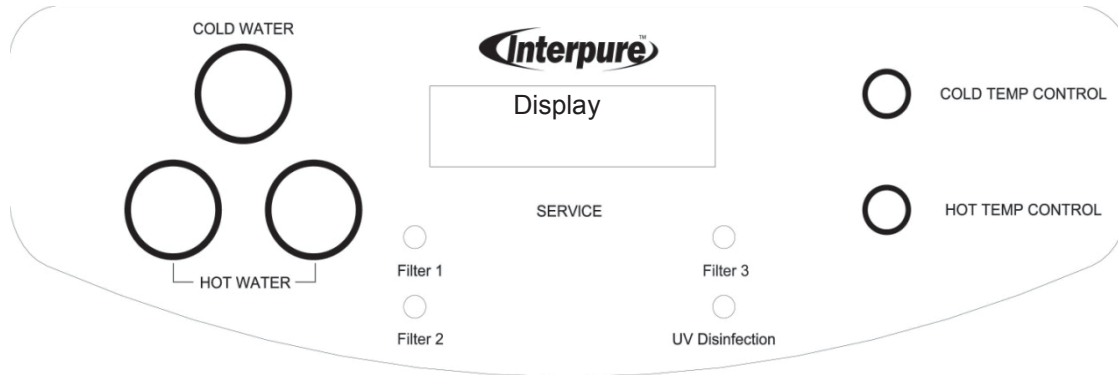 COLD WATER
Interpure™
Display
COLD TEMP CONTROL
SERVICE
HOT TEMP CONTROL
Filter 1
Filter 3
HOT WATER
Filter 2
UV Disinfection